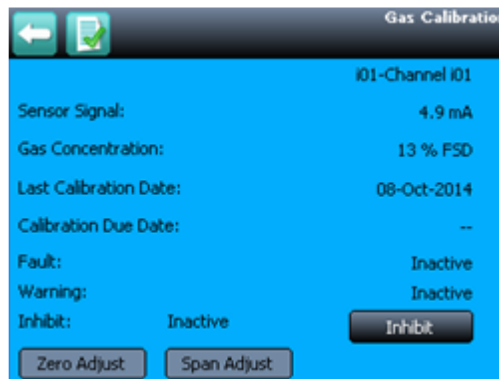 Gas Calibratio
i01-Channel i01
Sensor Signal: 4.9 mA
Gas Concentration: 13 % FSD
Last Calibration Date: 08-Oct-2014
Calibration Due Date: --
Fault: Inactive
Warning: Inactive
Inhibit: Inactive Inhibit
Zero Adjust Span Adjust